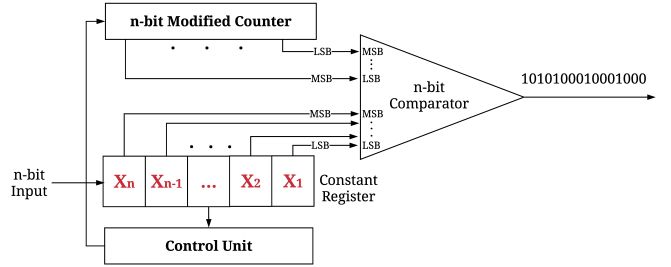 n-bit Modified Counter
LSB
MSB
MSB
LSB
MSB
LSB
MSB
LSB
n-bit
Comparator
1010100010001000
n-bit
Input
Xn
Xn-1
...
X2
X1
Constant
Register
Control Unit